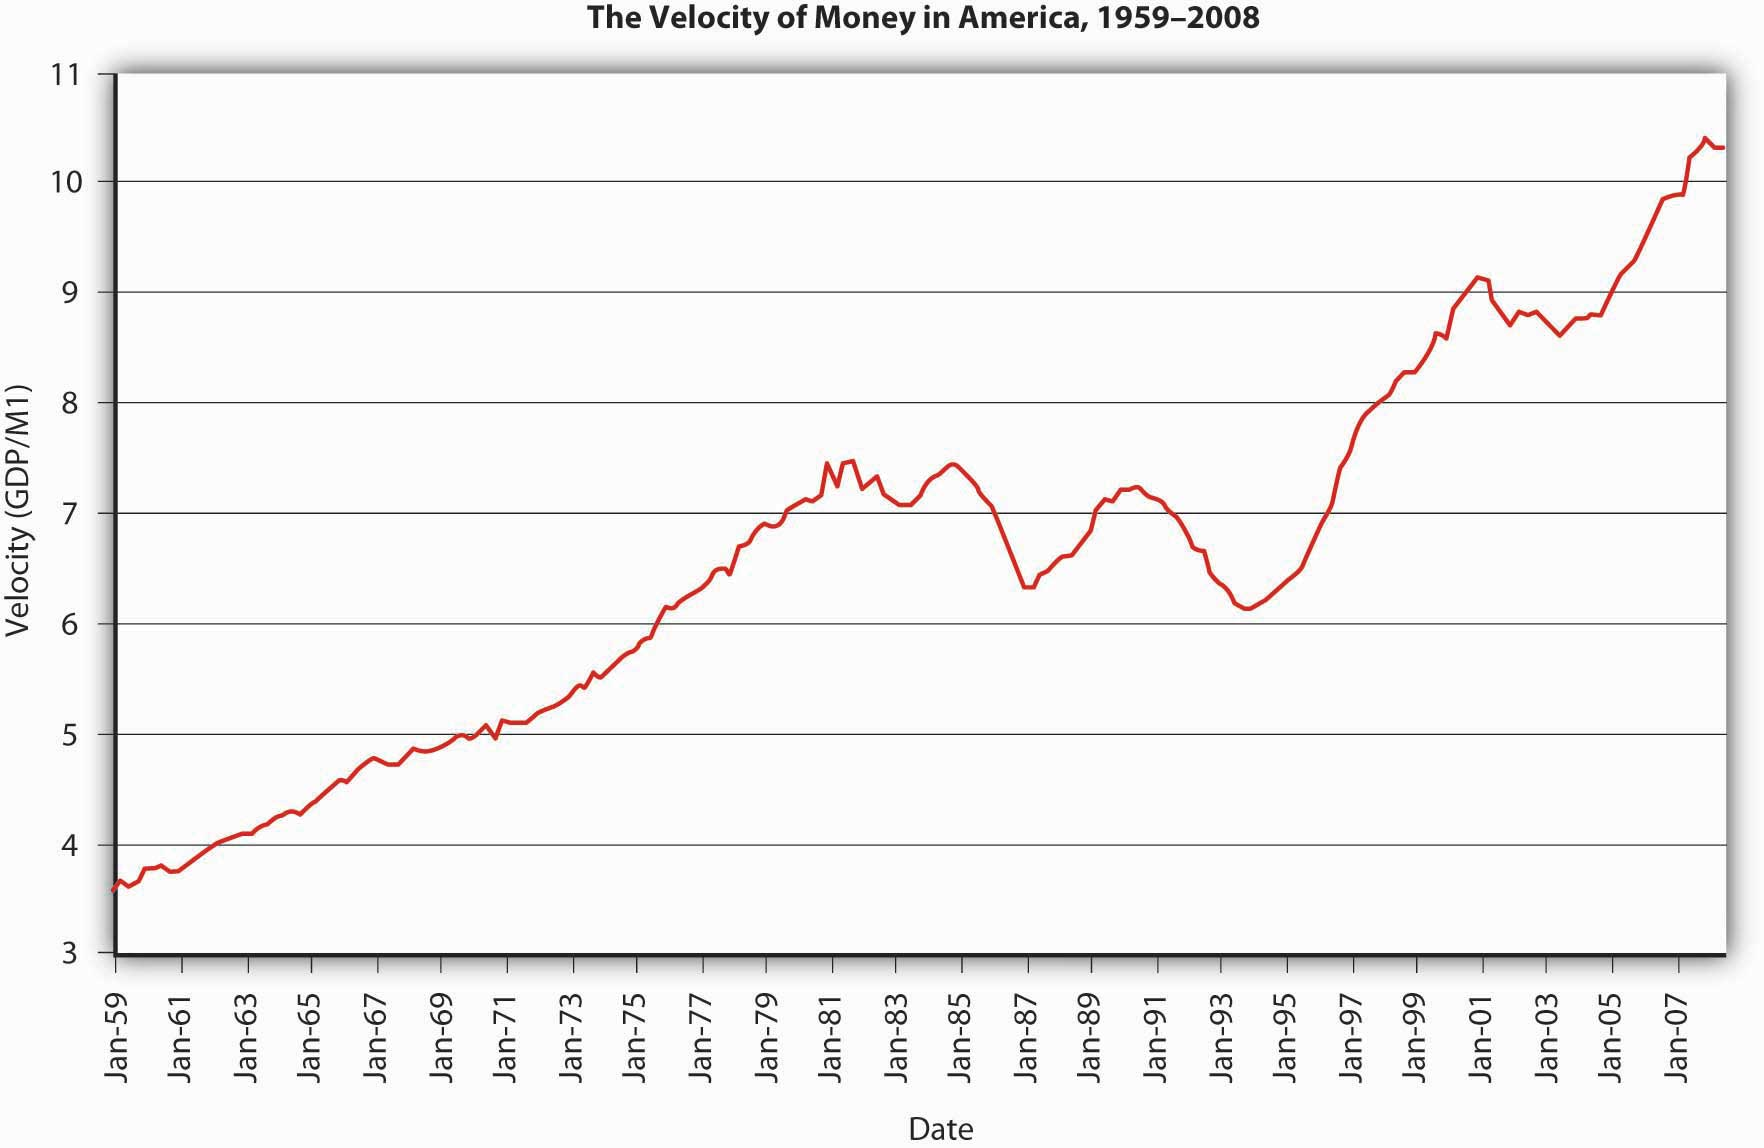 The Velocity of Money in America, 1959–2008
11
10
9
8
7
6
5
4
3
Velocity (GDP/M1)
Jan-59
Jan-61
Jan-63
Jan-65
Jan-67
Jan-69
Jan-71
Jan-73
Jan-75
Jan-77
Jan-79
Jan-81
Jan-83
Jan-85
Jan-87
Jan-89
Jan-91
Jan-93
Jan-95
Jan-97
Jan-99
Jan-01
Jan-03
Jan-05
Jan-07
Date